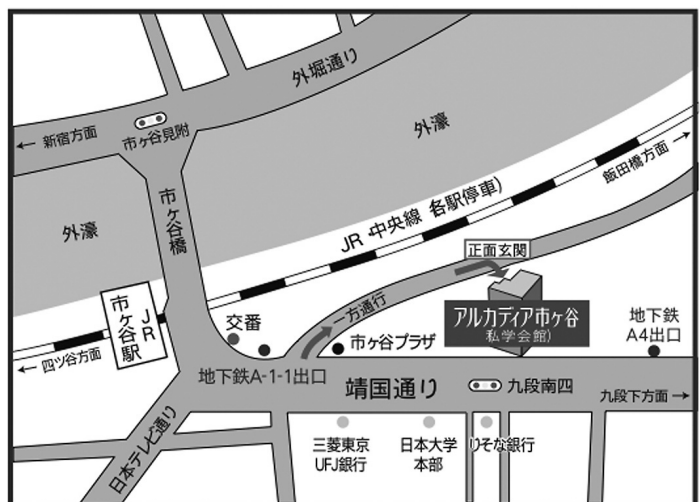 外堀通り
← 新宿方面
市ヶ谷見附
外濠
飯田橋方面 →
市ヶ谷橋
外濠
JR 中央線 各駅停車)
正面玄関
JR
市ヶ谷駅
交番
一方通行
アルカディア市ヶ谷
私学会館)
地下鉄
A4出口
市ヶ谷プラザ
← 四ツ谷方面
地下鉄A-1-1出口
靖国通り
九段南四
九段下方面 →
日本テレビ通り
三菱東京
UFJ銀行
日本大学
本部
りそな銀行